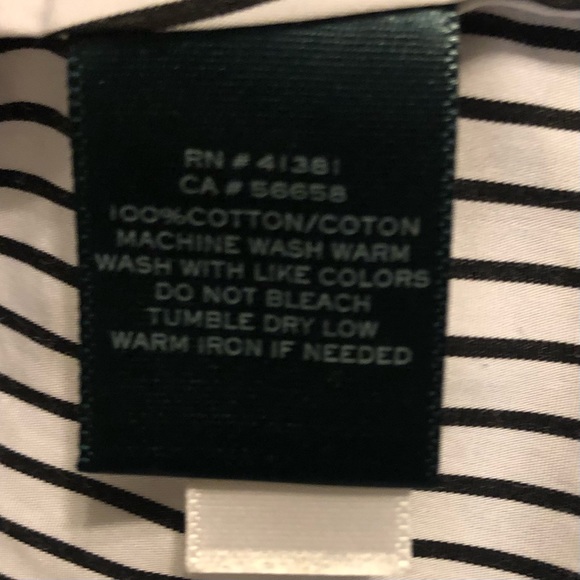 RN # 41381
CA # 56658
100%COTTON/COTON
MACHINE WASH WARM
WASH WITH LIKE COLORS
DO NOT BLEACH
TUMBLE DRY LOW
WARM IRON IF NEEDED